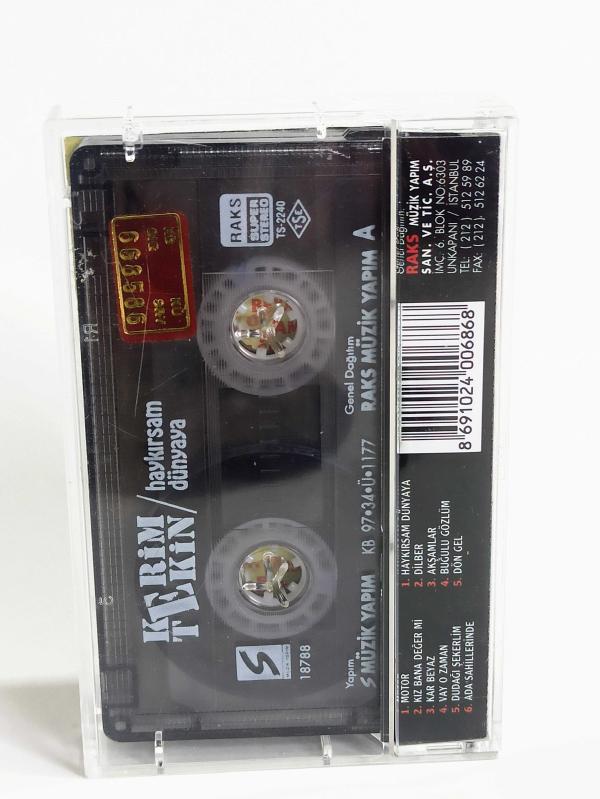 KERİM
TEKİN
/
haykırsam
dünyaya
RAKS
SUPER
STEREO
TS-2240
TSE
A
Genel Dağıtım
RAKS MÜZİK YAPIM
KB 97•34•Ü•1177
Yapım
S MÜZİK YAPIM
S
18788
RAKS MÜZİK YAPIM
SAN. VE TİC. A.Ş.
İMÇ. 6. BLOK NO:6303
UNKAPANI / İSTANBUL
TEL: (212) 512 59 89
FAX: (212) 512 62 24
8 691024 006868
1. HAYKIRSAM DÜNYAYA
2. DİLBER
3. AKŞAMLAR
4. BUĞULU GÖZLÜM
5. DÖN GEL
1. MOTOR
2. KIZ BANA DEĞER Mİ
3. KAR BEYAZ
4. VAY O ZAMAN
5. DUDAĞI ŞEKERLİM
6. ADA SAHİLLERİNDE